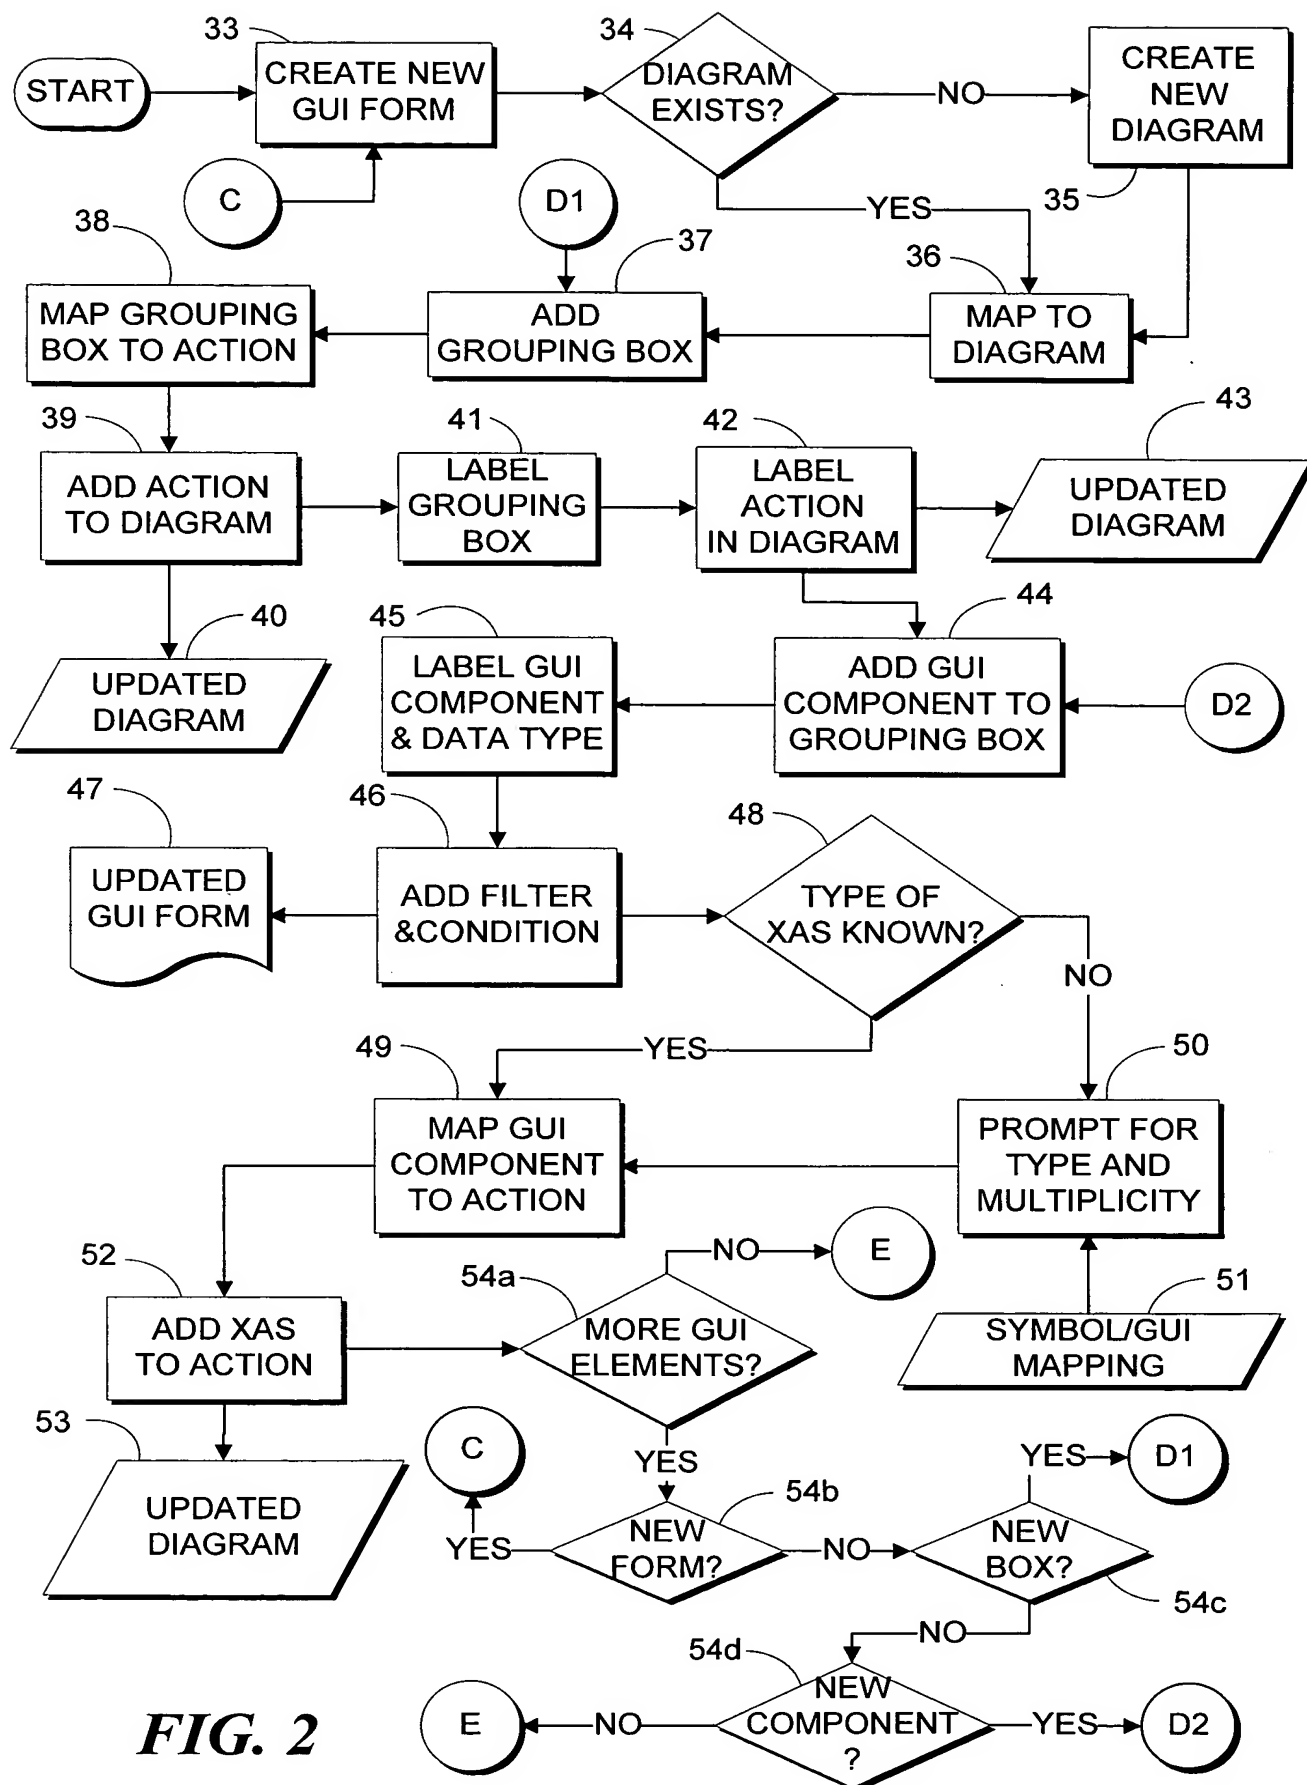 33
34
START
CREATE NEW
GUI FORM
DIAGRAM
EXISTS?
NO
CREATE
NEW
DIAGRAM
C
D1
YES
35
38
37
36
MAP GROUPING
BOX TO ACTION
ADD
GROUPING BOX
MAP TO
DIAGRAM
39
41
42
43
ADD ACTION
TO DIAGRAM
LABEL
GROUPING
BOX
LABEL
ACTION
IN DIAGRAM
UPDATED
DIAGRAM
40
45
44
UPDATED
DIAGRAM
LABEL GUI
COMPONENT
& DATA TYPE
ADD GUI
COMPONENT TO
GROUPING BOX
D2
47
46
48
UPDATED
GUI FORM
ADD FILTER
&CONDITION
TYPE OF
XAS KNOWN?
NO
49
YES
50
MAP GUI
COMPONENT
TO ACTION
PROMPT FOR
TYPE AND
MULTIPLICITY
52
54a
NO
E
51
ADD XAS
TO ACTION
MORE GUI
ELEMENTS?
SYMBOL/GUI
MAPPING
53
C
YES
YES
D1
UPDATED
DIAGRAM
54b
YES
NEW
FORM?
NO
NEW
BOX?
54c
NO
54d
FIG. 2
E
NO
NEW
COMPONENT
?
YES
D2